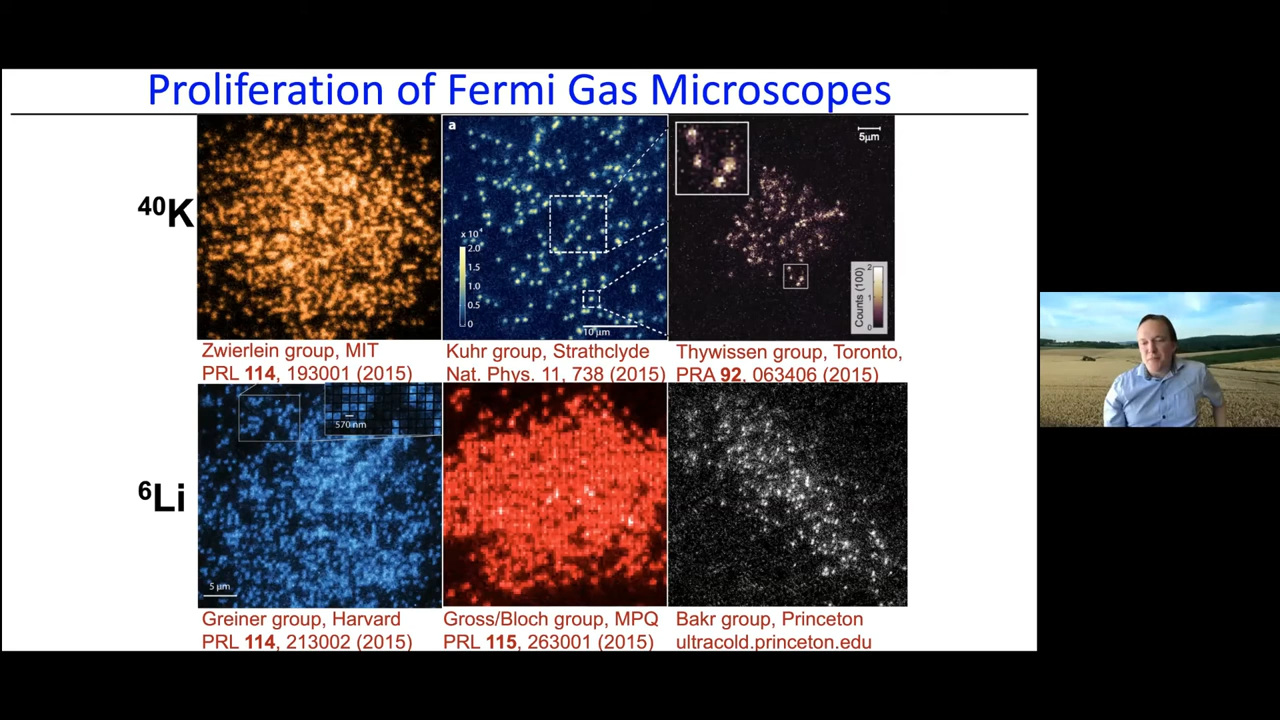 Proliferation of Fermi Gas Microscopes
⁴⁰K
a
x 10⁴
2.0
1.5
1.0
0.5
0
10 μm
5μm
Counts (100)
2
1
0
Zwierlein group, MIT
PRL 114, 193001 (2015)
Kuhr group, Strathclyde
Nat. Phys. 11, 738 (2015)
Thywissen group, Toronto,
PRA 92, 063406 (2015)
⁶Li
570 nm
5 μm
Greiner group, Harvard
PRL 114, 213002 (2015)
Gross/Bloch group, MPQ
PRL 115, 263001 (2015)
Bakr group, Princeton
ultracold.princeton.edu